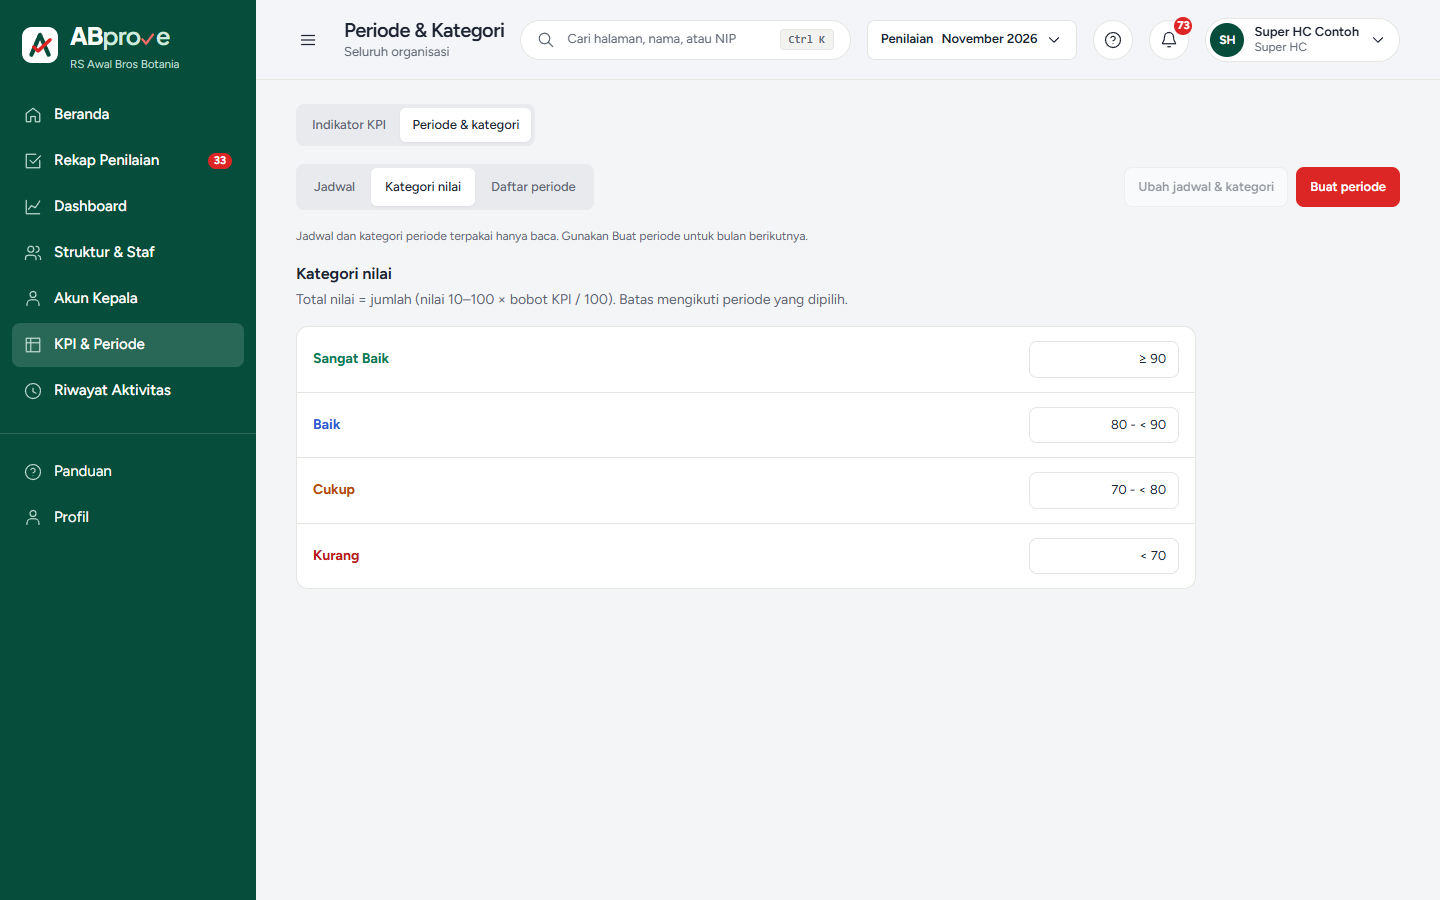 ABprove
RS Awal Bros Botania
Beranda
Rekap Penilaian 33
Dashboard
Struktur & Staf
Akun Kepala
KPI & Periode
Riwayat Aktivitas
Panduan
Profil
Periode & Kategori
Seluruh organisasi
Cari halaman, nama, atau NIP Ctrl K
Penilaian November 2026
73
SH
Super HC Contoh
Super HC
Indikator KPI Periode & kategori
Jadwal Kategori nilai Daftar periode
Ubah jadwal & kategori Buat periode
Jadwal dan kategori periode terpakai hanya baca. Gunakan Buat periode untuk bulan berikutnya.
Kategori nilai
Total nilai = jumlah (nilai 10–100 × bobot KPI / 100). Batas mengikuti periode yang dipilih.
Sangat Baik ≥ 90
Baik 80 - < 90
Cukup 70 - < 80
Kurang < 70